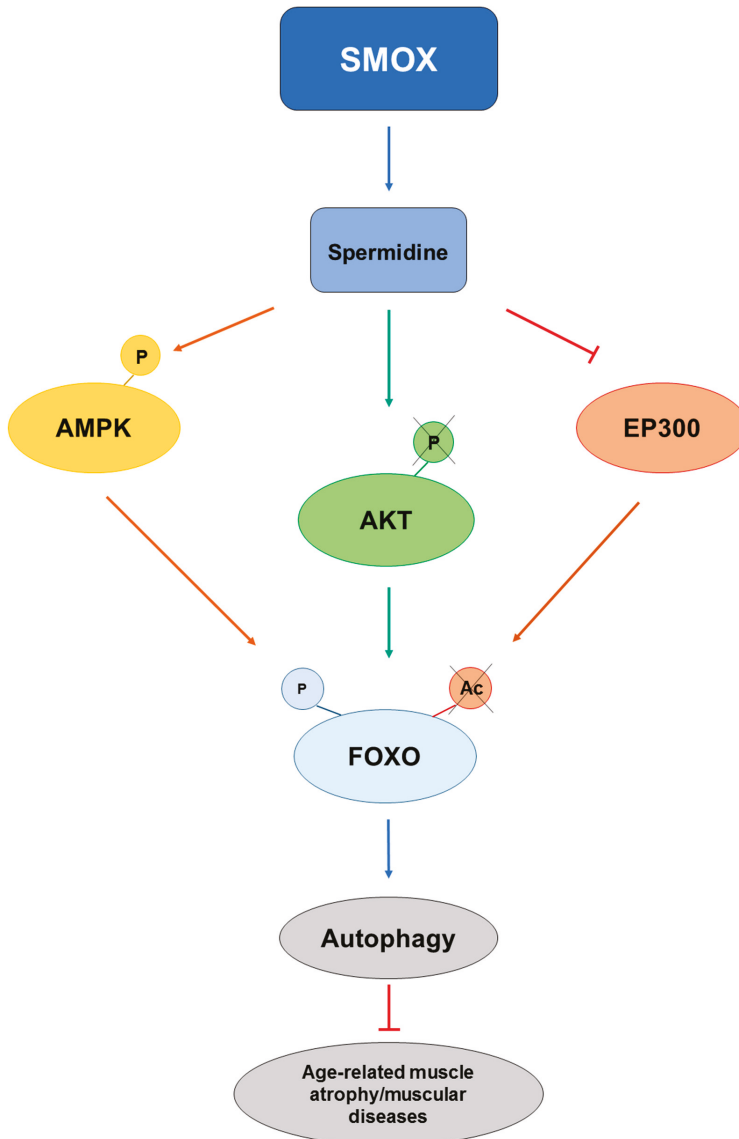 SMOX
Spermidine
P
AMPK
P
AKT
EP300
P
Ac
FOXO
Autophagy
Age-related muscle
atrophy/muscular
diseases